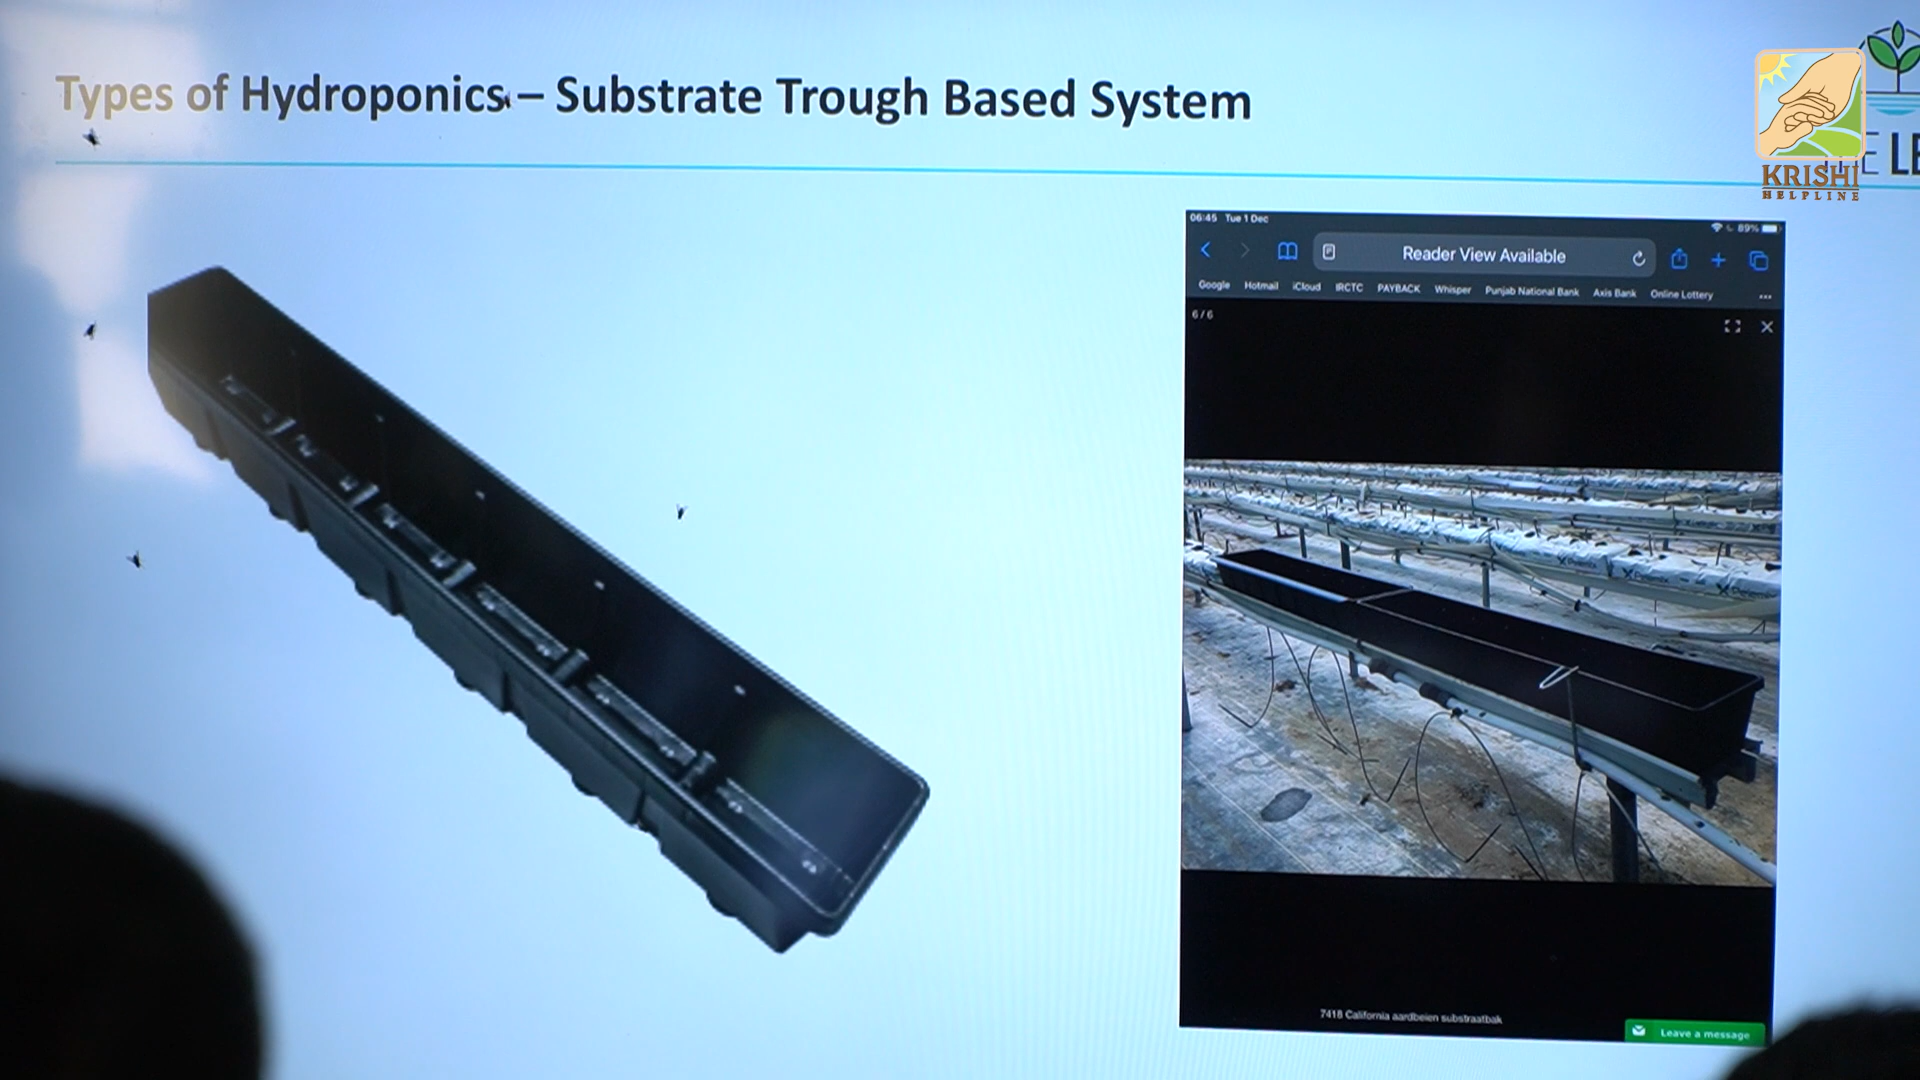 Types of Hydroponics – Substrate Trough Based System
KRISHI
HELPLINE
E LE
06:45 Tue 1 Dec
89%
Reader View Available
Google Hotmail iCloud IRCTC PAYBACK Whisper Punjab National Bank Axis Bank Online Lottery
6/6
7418 California aardbeien substraatbak
Leave a message